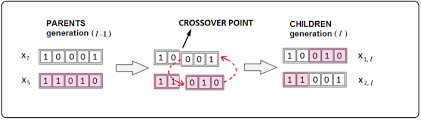 PARENTS
generation (I-1)
CROSSOVER POINT
CHILDREN
generation (I)
x7 1 0 0 0 1
1 0 0 0 1
1 0 0 1 0 x1,I
x5 1 1 0 1 0
1 1 0 1 0
1 1 0 0 1 x2,I